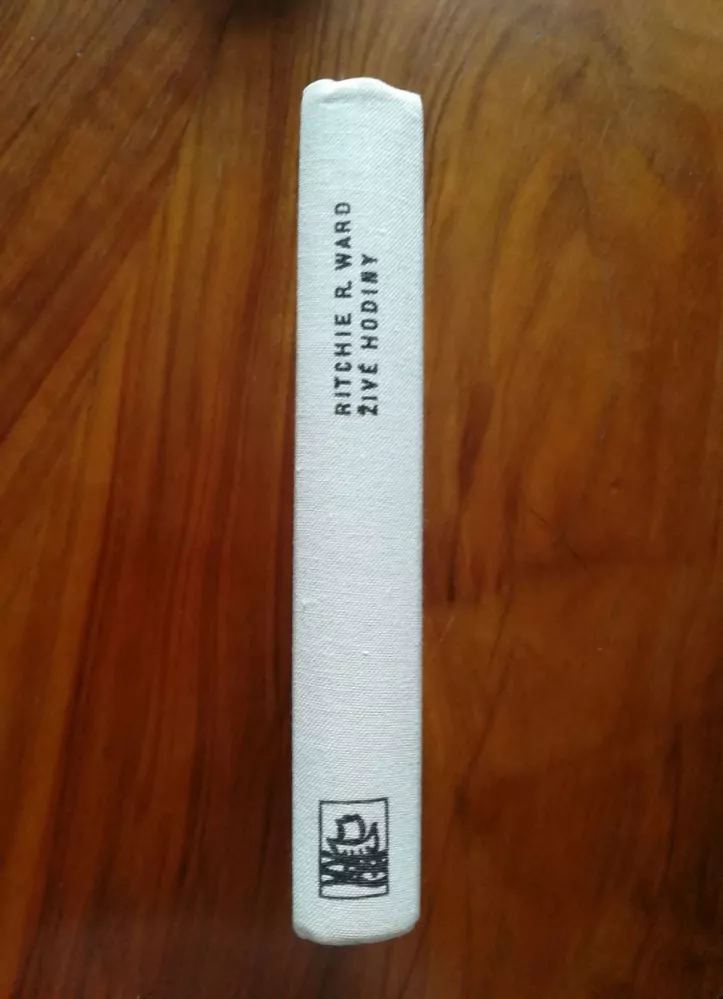 RITCHIE R. WARD
ŽIVÉ HODINY